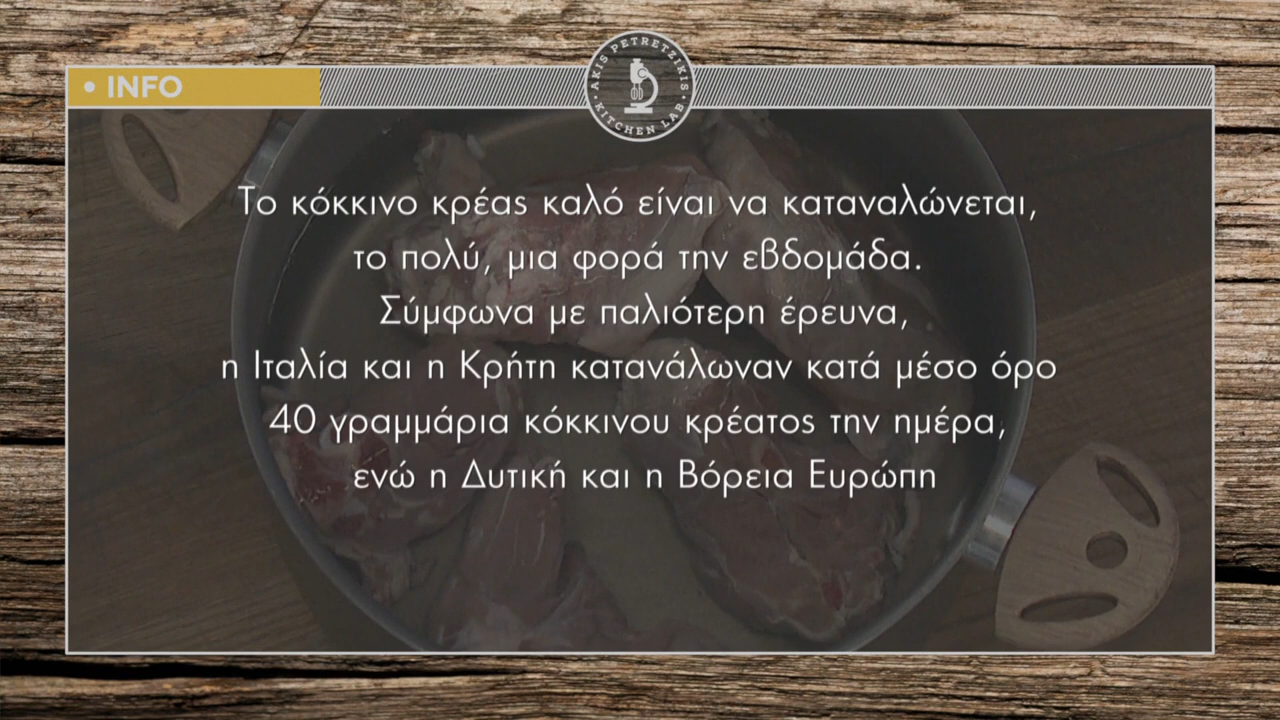 • INFO
AKIS PETRETZIKIS
• KITCHEN LAB •
Το κόκκινο κρέας καλό είναι να καταναλώνεται,
το πολύ, μια φορά την εβδομάδα.
Σύμφωνα με παλιότερη έρευνα,
η Ιταλία και η Κρήτη κατανάλωναν κατά μέσο όρο
40 γραμμάρια κόκκινου κρέατος την ημέρα,
ενώ η Δυτική και η Βόρεια Ευρώπη